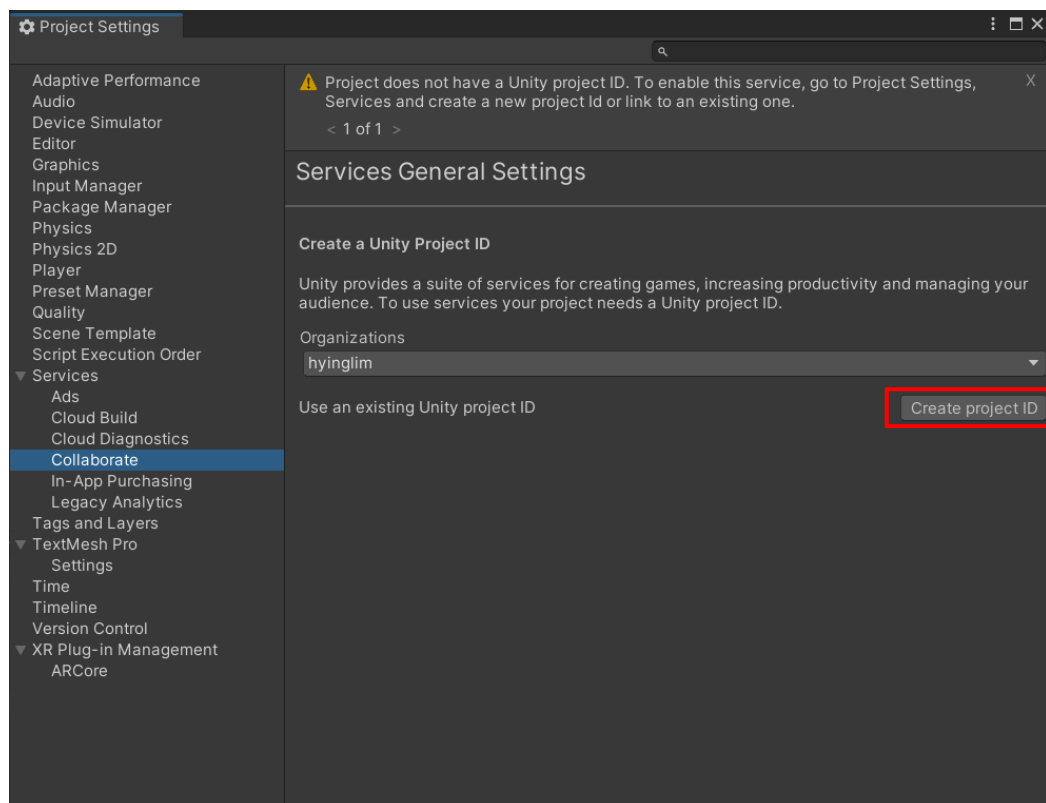 Project Settings
Adaptive Performance
Audio
Device Simulator
Editor
Graphics
Input Manager
Package Manager
Physics
Physics 2D
Player
Preset Manager
Quality
Scene Template
Script Execution Order
Services
Ads
Cloud Build
Cloud Diagnostics
Collaborate
In-App Purchasing
Legacy Analytics
Tags and Layers
TextMesh Pro
Settings
Time
Timeline
Version Control
XR Plug-in Management
ARCore
Project does not have a Unity project ID. To enable this service, go to Project Settings,
Services and create a new project Id or link to an existing one.
X
< 1 of 1 >
Services General Settings
Create a Unity Project ID
Unity provides a suite of services for creating games, increasing productivity and managing your
audience. To use services your project needs a Unity project ID.
Organizations
hyinglim
Use an existing Unity project ID
Create project ID